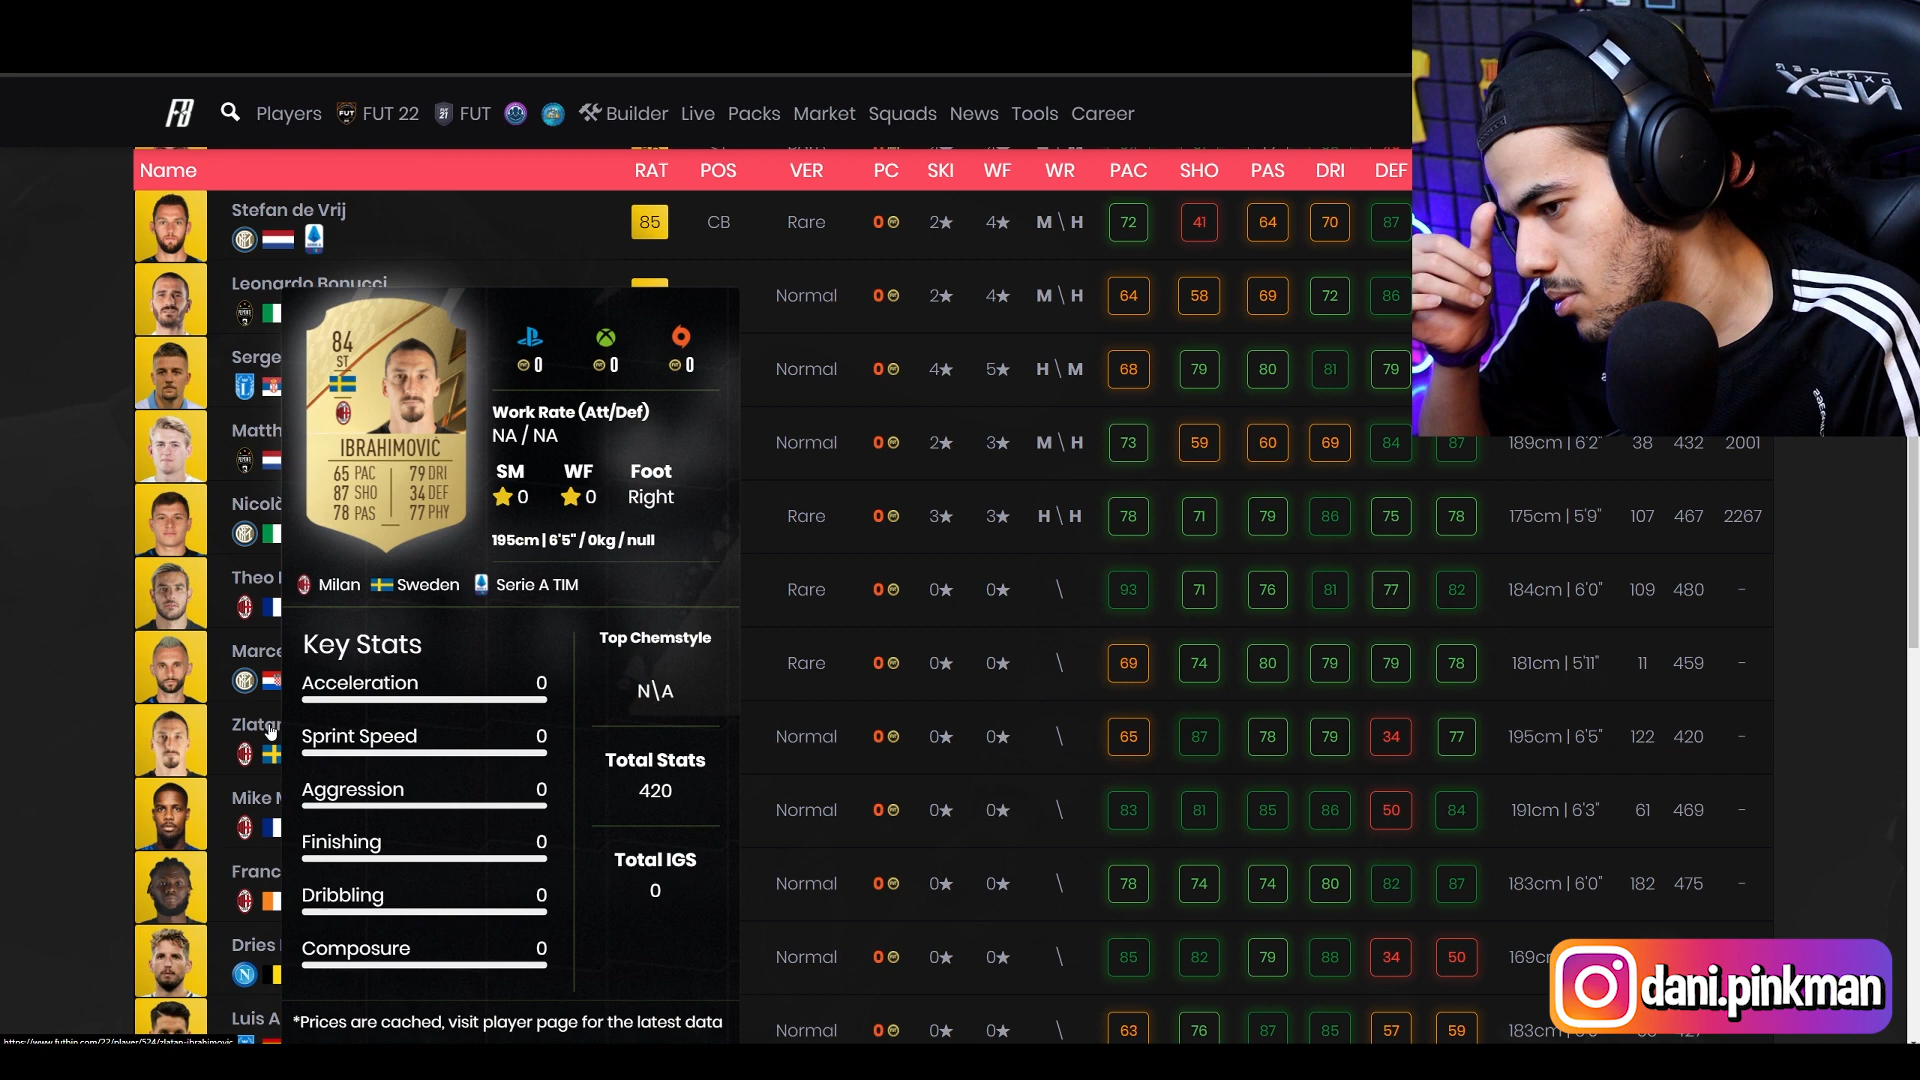 Players FUT 22 FUT Builder Live Packs Market Squads News Tools Career
Name RAT POS VER PC SKI WF WR PAC SHO PAS DRI DEF
Stefan de Vrij 85 CB Rare 0 2★ 4★ M \ H 72 41 64 70 87
Leonardo Bonucci Normal 0 2★ 4★ M \ H 64 58 69 72 86
Serge Normal 0 4★ 5★ H \ M 68 79 80 81 79
Matth Normal 0 2★ 3★ M \ H 73 59 60 69 84 87 189cm | 6'2" 38 432 2001
Nicolò Rare 0 3★ 3★ H \ H 78 71 79 86 75 78 175cm | 5'9" 107 467 2267
Theo Rare 0 0★ 0★ \ 93 71 76 81 77 82 184cm | 6'0" 109 480 -
Marce Rare 0 0★ 0★ \ 69 74 80 79 79 78 181cm | 5'11" 11 459 -
Zlatan Normal 0 0★ 0★ \ 65 87 78 79 34 77 195cm | 6'5" 122 420 -
Mike Normal 0 0★ 0★ \ 83 81 85 86 50 84 191cm | 6'3" 61 469 -
Franc Normal 0 0★ 0★ \ 78 74 74 80 82 87 183cm | 6'0" 182 475 -
Dries Normal 0 0★ 0★ \ 85 82 79 88 34 50 169c
Luis A Normal 0 0★ 0★ \ 63 76 87 85 57 59 183cm
84
ST
IBRAHIMOVIĆ
65 PAC 79 DRI
87 SHO 34 DEF
78 PAS 77 PHY
0 0 0
Work Rate (Att/Def)
NA / NA
SM WF Foot
0 0 Right
195cm | 6'5" / 0kg / null
Milan Sweden Serie A TIM
Key Stats
Acceleration 0
Sprint Speed 0
Aggression 0
Finishing 0
Dribbling 0
Composure 0
Top Chemstyle
N\A
Total Stats
420
Total IGS
0
*Prices are cached, visit player page for the latest data
https://www.futbin.com/22/player/524/zlatan-ibrahimovic
dani.pinkman